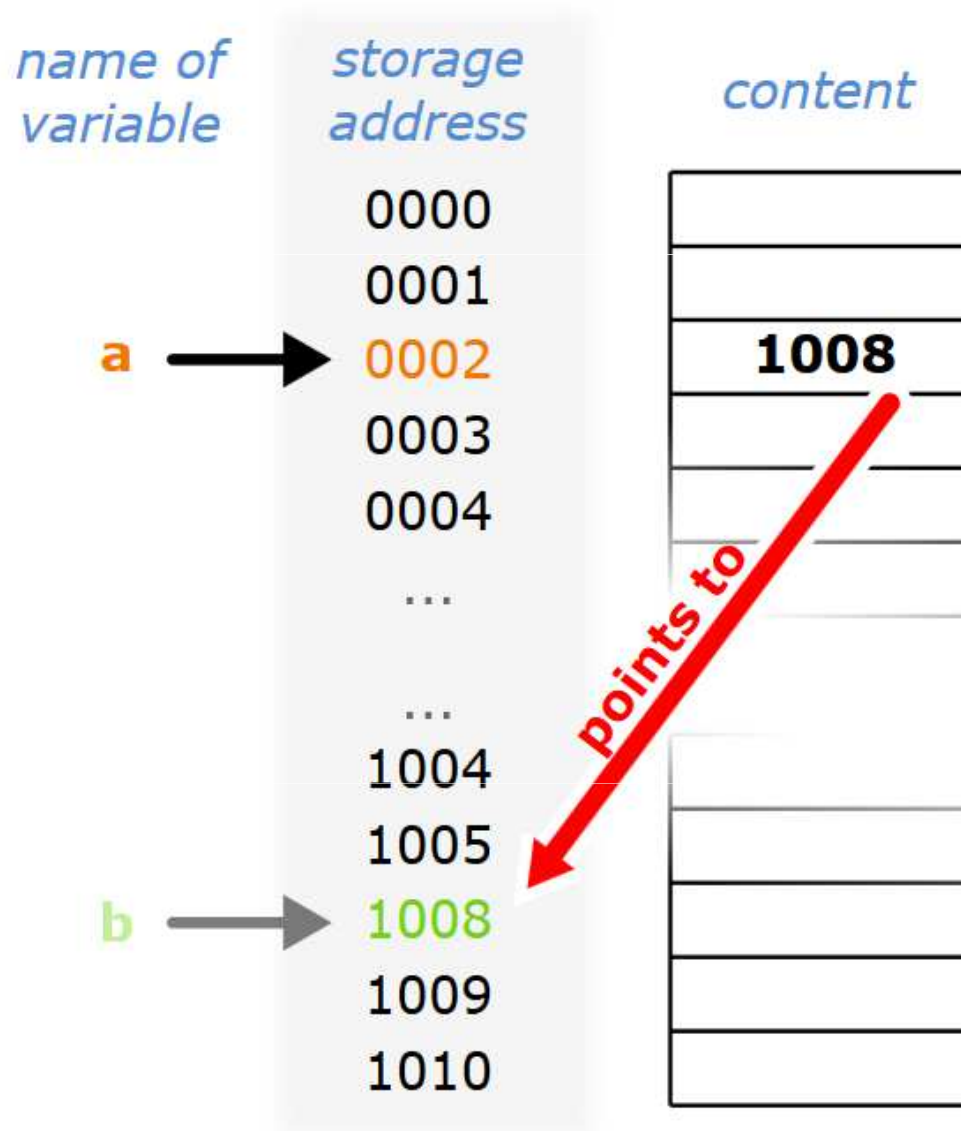 name of
variable
storage
address
content
0000
0001
a
0002
1008
0003
0004
...
points to
...
1004
1005
b
1008
1009
1010